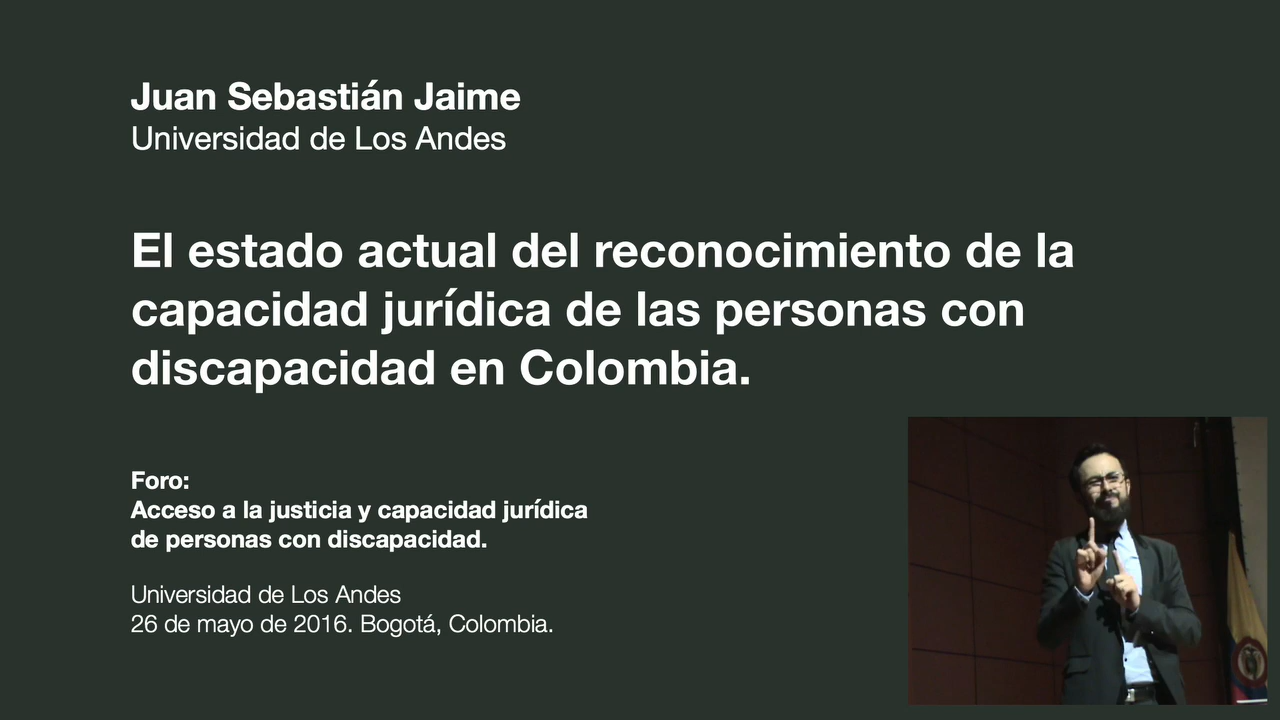 Juan Sebastián Jaime
Universidad de Los Andes
El estado actual del reconocimiento de la
capacidad jurídica de las personas con
discapacidad en Colombia.
Foro:
Acceso a la justicia y capacidad jurídica
de personas con discapacidad.
Universidad de Los Andes
26 de mayo de 2016. Bogotá, Colombia.